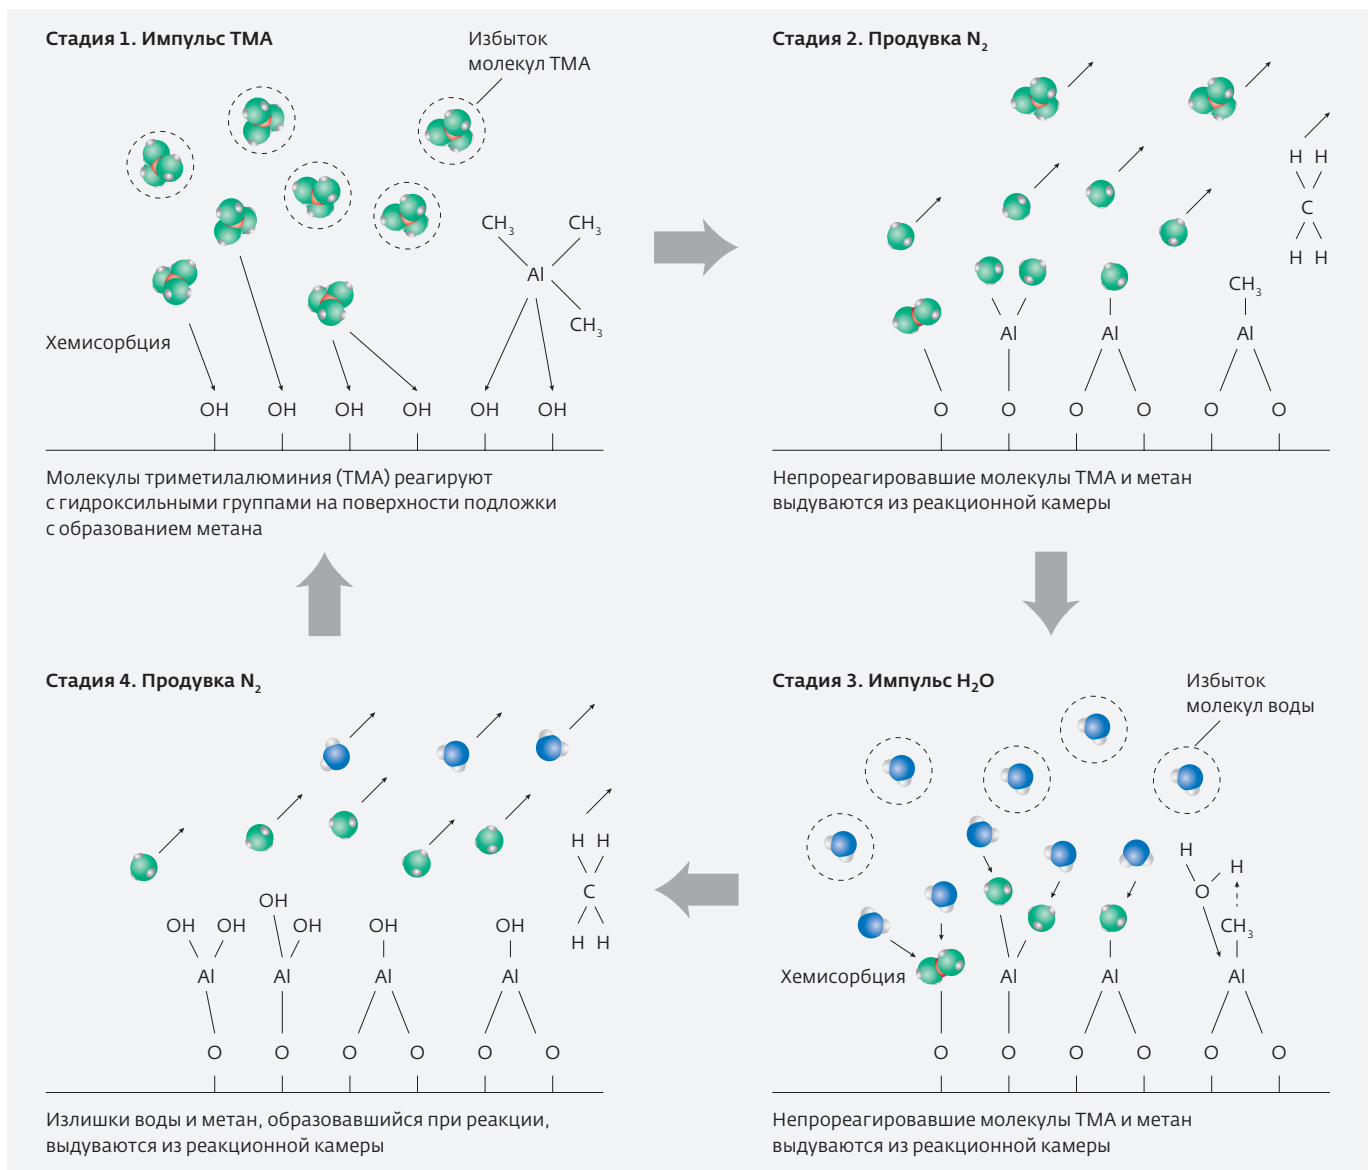 Стадия 1. Импульс ТМА
Избыток
молекул ТМА
CH₃
CH₃
Al
CH₃
Хемисорбция
OH OH OH OH OH OH
Молекулы триметилалюминия (ТМА) реагируют
с гидроксильными группами на поверхности подложки
с образованием метана
Стадия 2. Продувка N₂
H H
C
H H
CH₃
Al Al Al
O O O O O O
Непрореагировавшие молекулы ТМА и метан
выдуваются из реакционной камеры
Стадия 3. Импульс H₂O
Избыток
молекул воды
H
H
O
CH₃
Хемисорбция
Al Al Al
O O O O O O
Непрореагировавшие молекулы ТМА и метан
выдуваются из реакционной камеры
Стадия 4. Продувка N₂
H H
C
H H
OH
OH OH OH OH OH
Al Al Al Al
O O O O O O
Излишки воды и метан, образовавшийся при реакции,
выдуваются из реакционной камеры